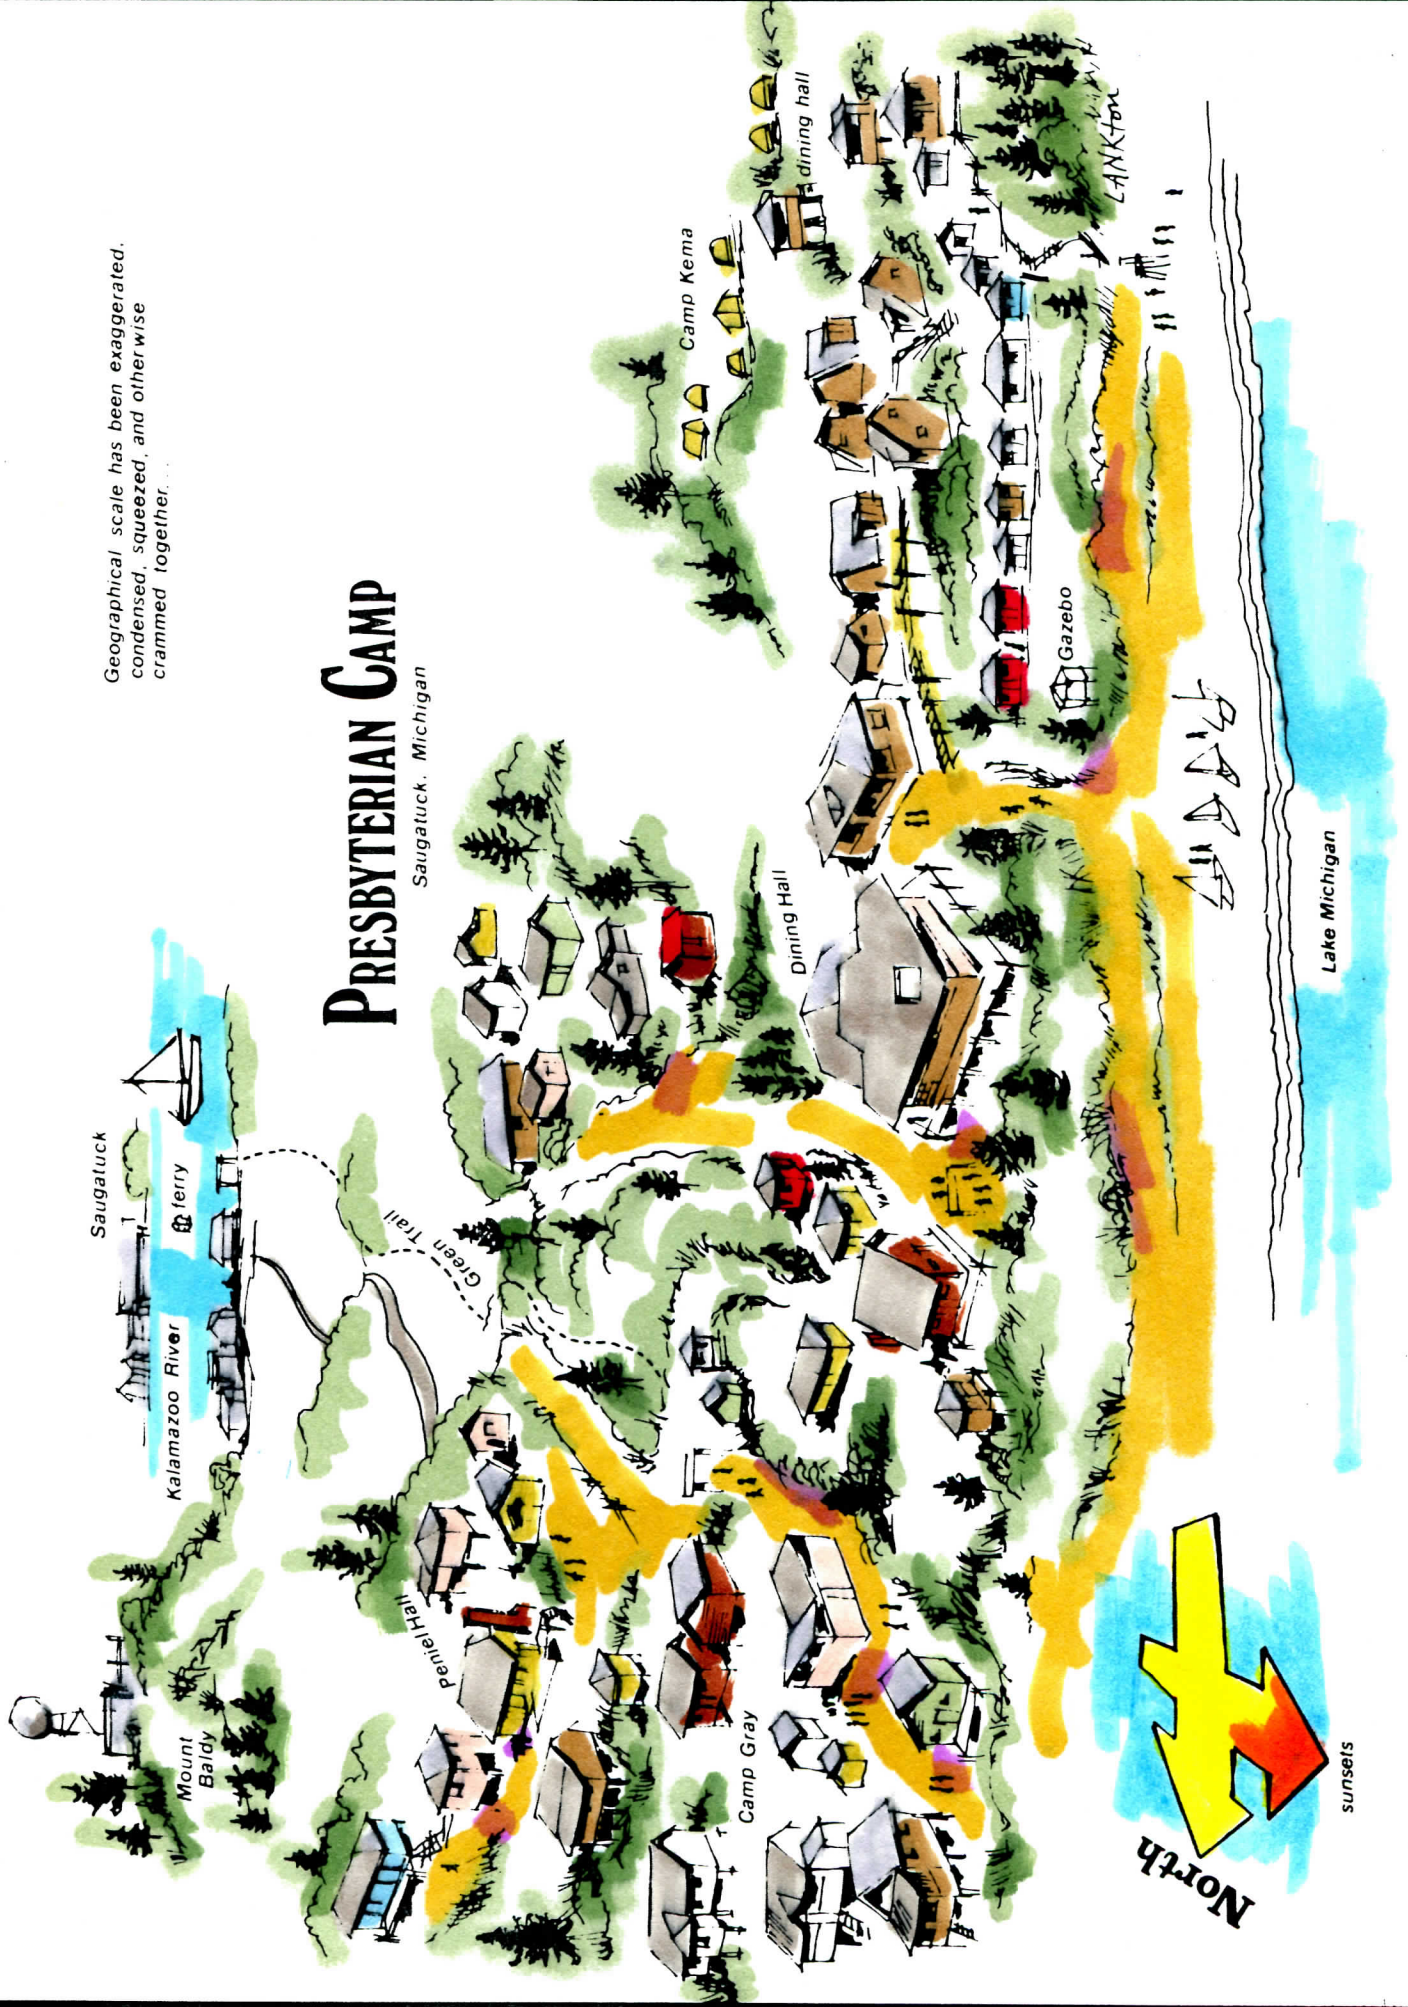 Geographical scale has been exaggerated,
condensed, squeezed, and otherwise
crammed together...
PRESBYTERIAN CAMP
Saugatuck, Michigan
Saugatuck
ferry
Kalamazoo River
Mount
Baldy
Green Trail
Peniel Hall
Camp Gray
Dining Hall
Camp Kema
dining hall
Gazebo
LANKTON
Lake Michigan
North
sunsets